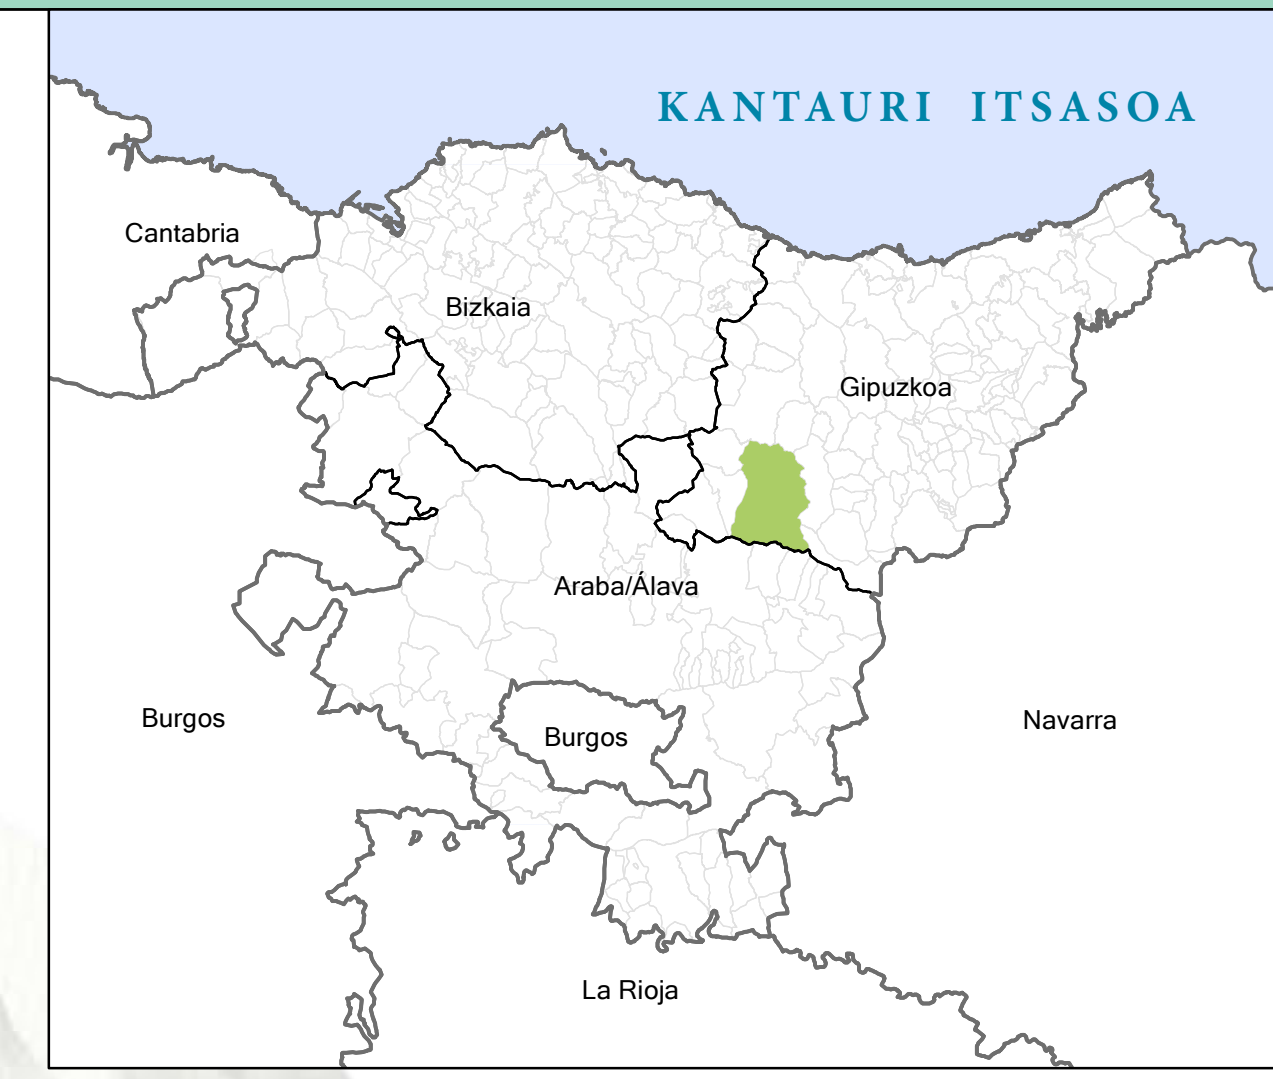 KANTAURI ITSASOA
Cantabria
Bizkaia
Gipuzkoa
Araba/Álava
Burgos
Burgos
Navarra
La Rioja